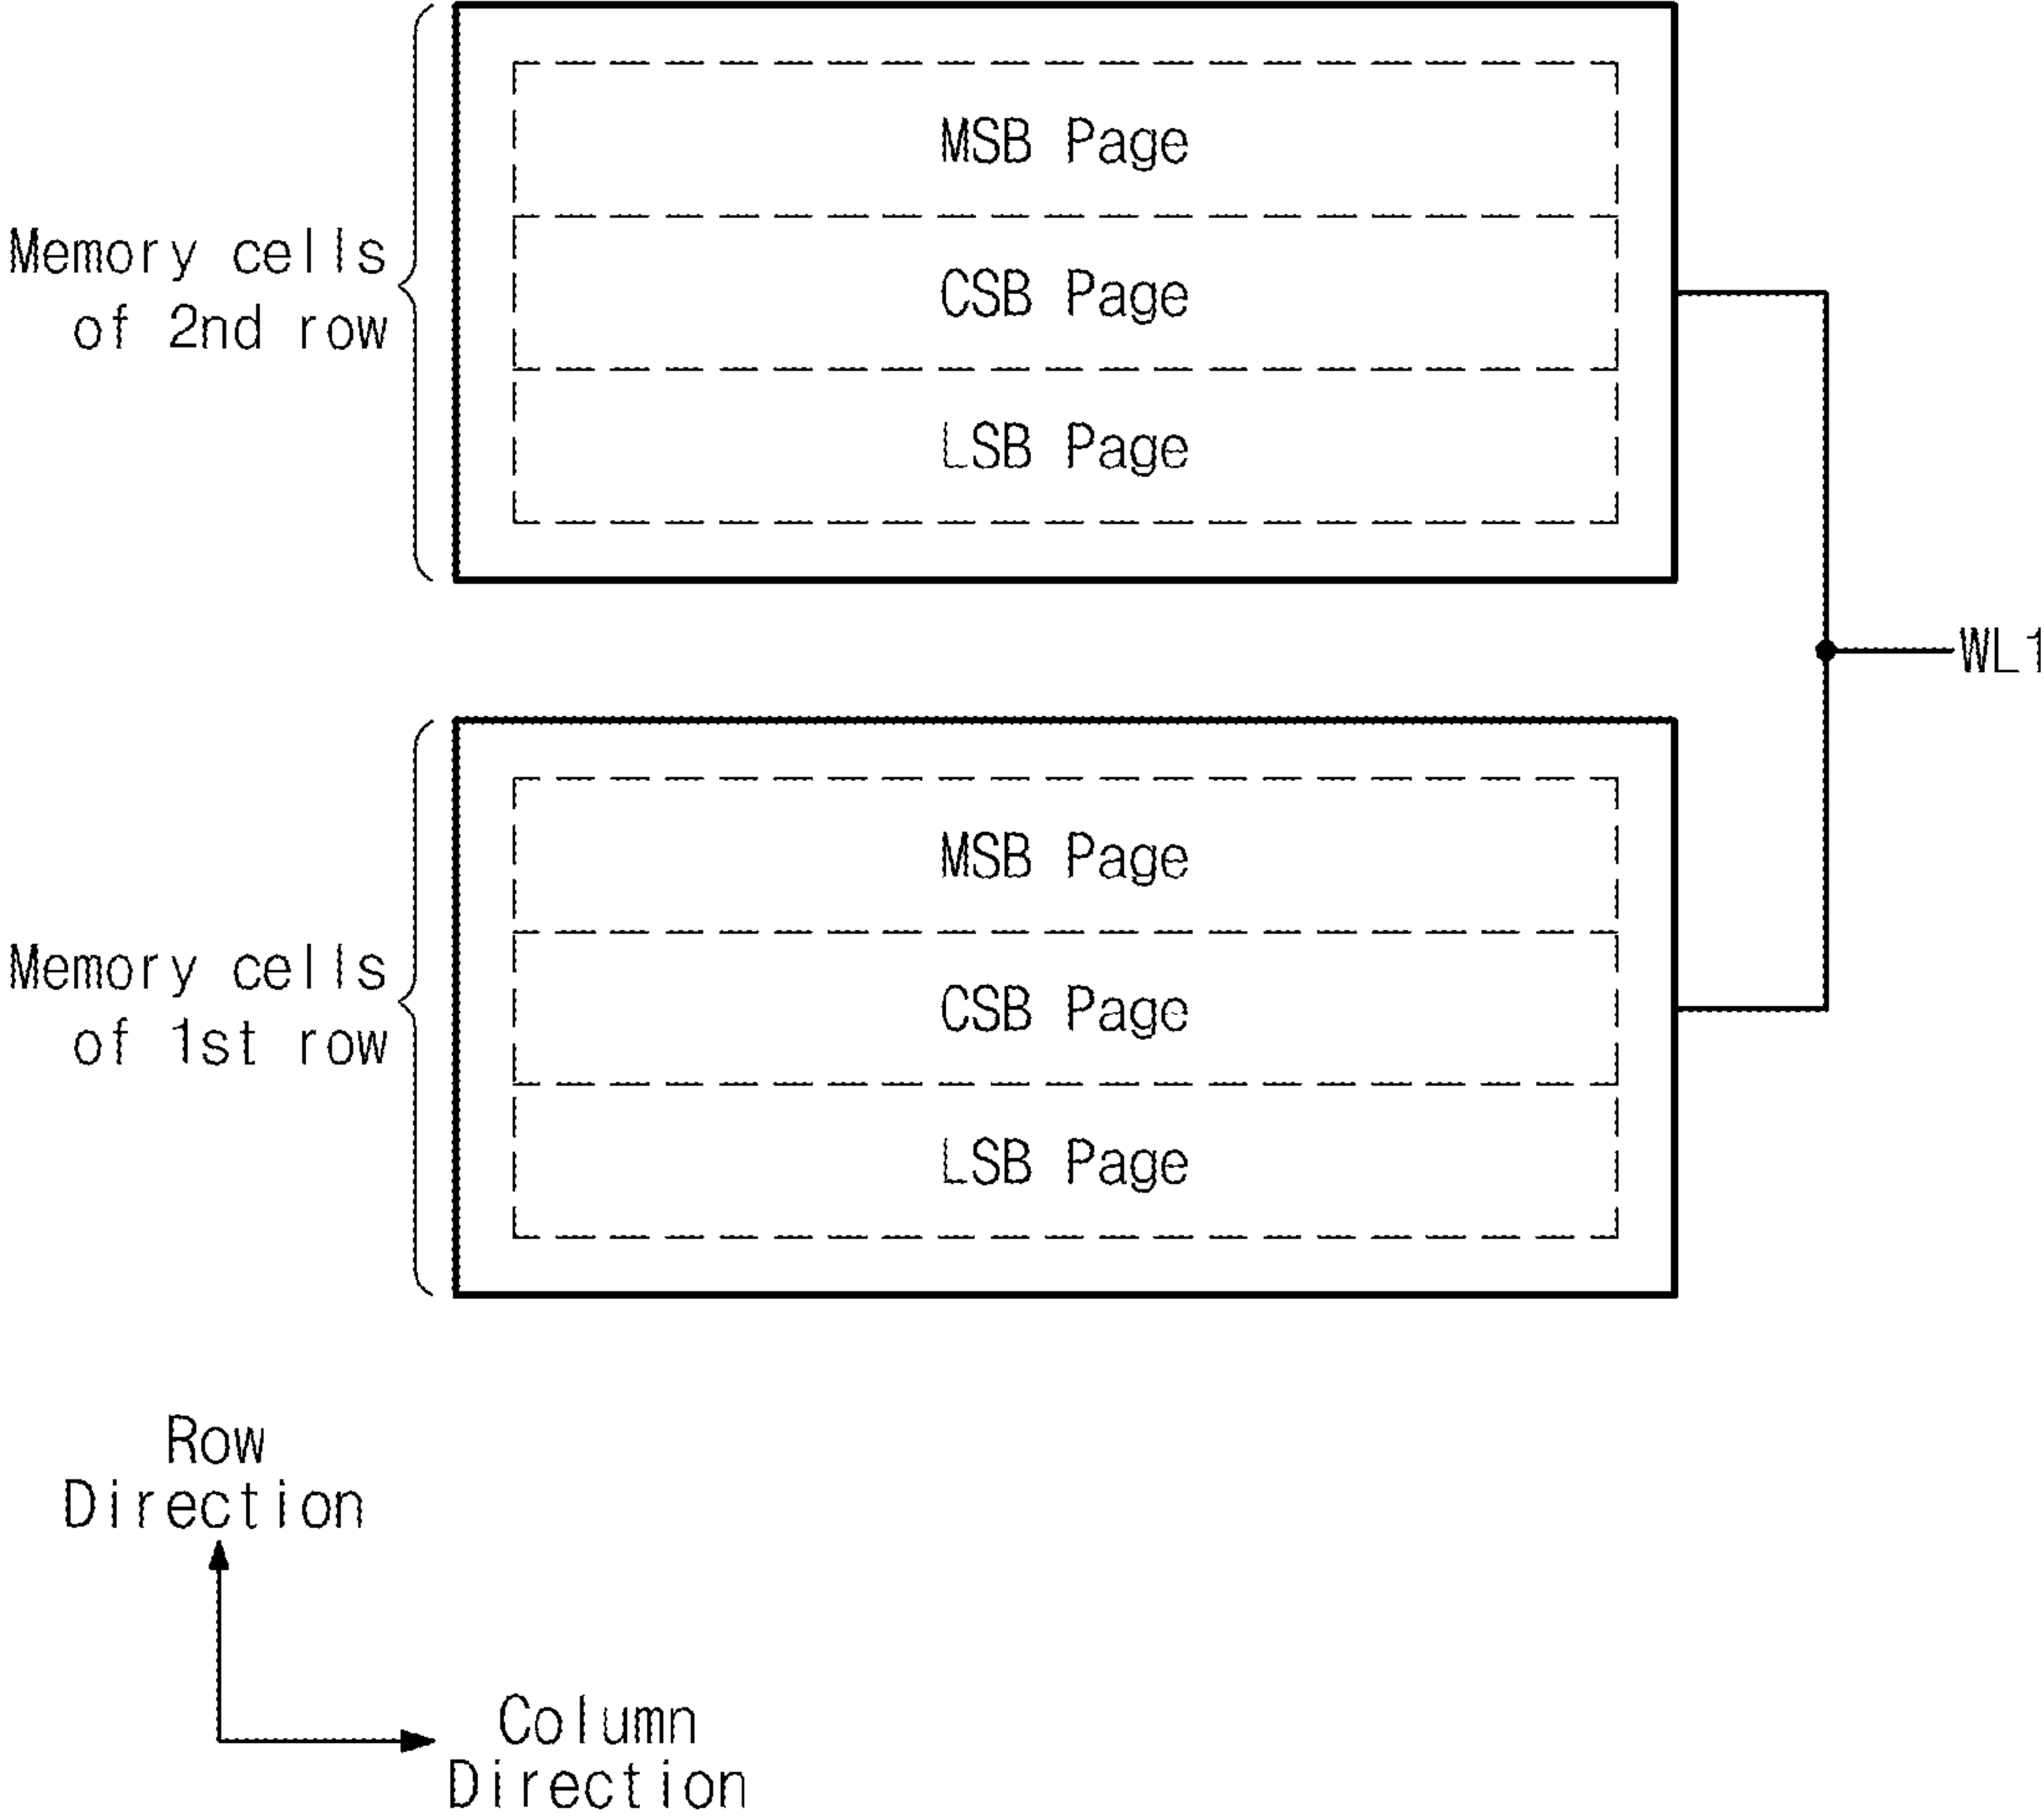 MSB Page
Memory cells
of 2nd row
CSB Page
LSB Page
WL1
MSB Page
Memory cells
of 1st row
CSB Page
LSB Page
Row
Direction
Column
Direction